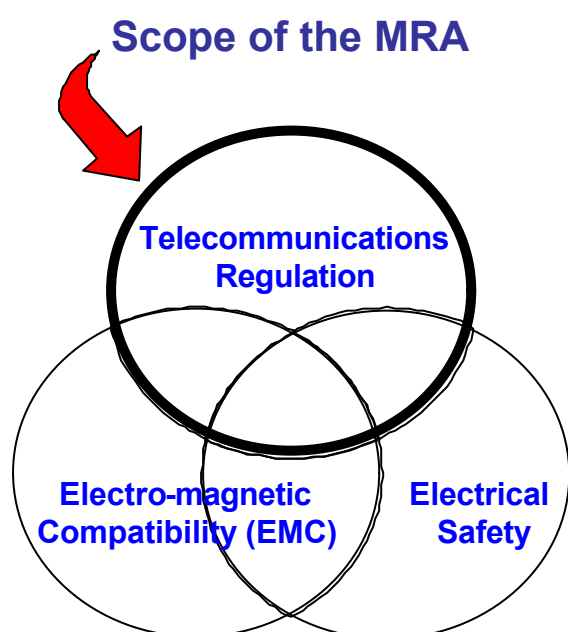 Scope of the MRA
Telecommunications
Regulation
Electro-magnetic
Compatibility (EMC)
Electrical
Safety